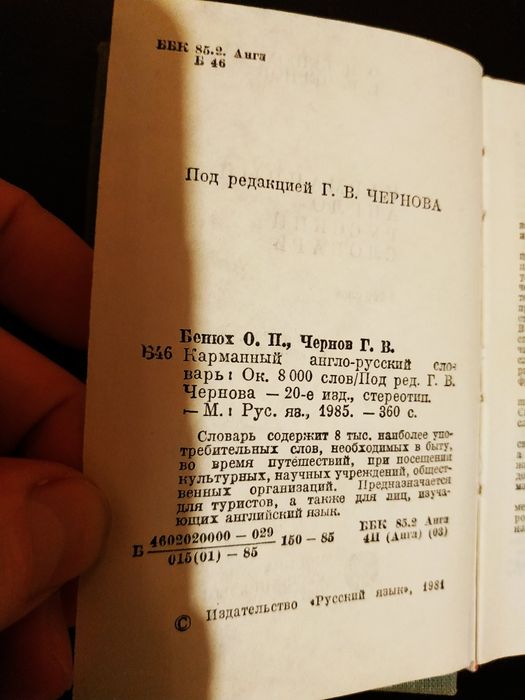 ББК 85.2. Анга
Б 46
Под редакцией Г. В. ЧЕРНОВА
Бенюх О. П., Чернов Г. В.
Б46 Карманный англо-русский сло-
варь: Ок. 8 000 слов/Под ред. Г. В.
Чернова — 20-е изд., стереотип.
— М.: Рус. яз., 1985. — 360 с.
Словарь содержит 8 тыс. наиболее упо-
требительных слов, необходимых в быту,
во время путешествий, при посещении
культурных, научных учреждений, общест-
венных организаций. Предназначается
для туристов, а также для лиц, изуча-
ющих английский язык.
Б 4602020000 — 029
015(01) — 85
150 — 85
ББК 85.2 Анга
4И (Анга) (03)
© Издательство «Русский язык», 1981